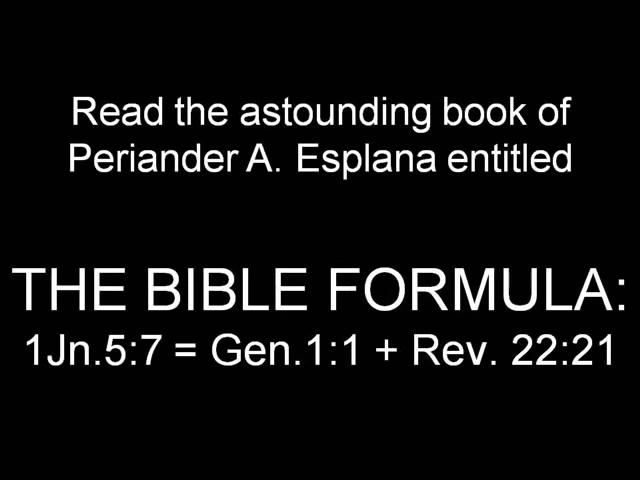 Read the astounding book of
Periander A. Esplana entitled
THE BIBLE FORMULA:
1Jn.5:7 = Gen.1:1 + Rev. 22:21